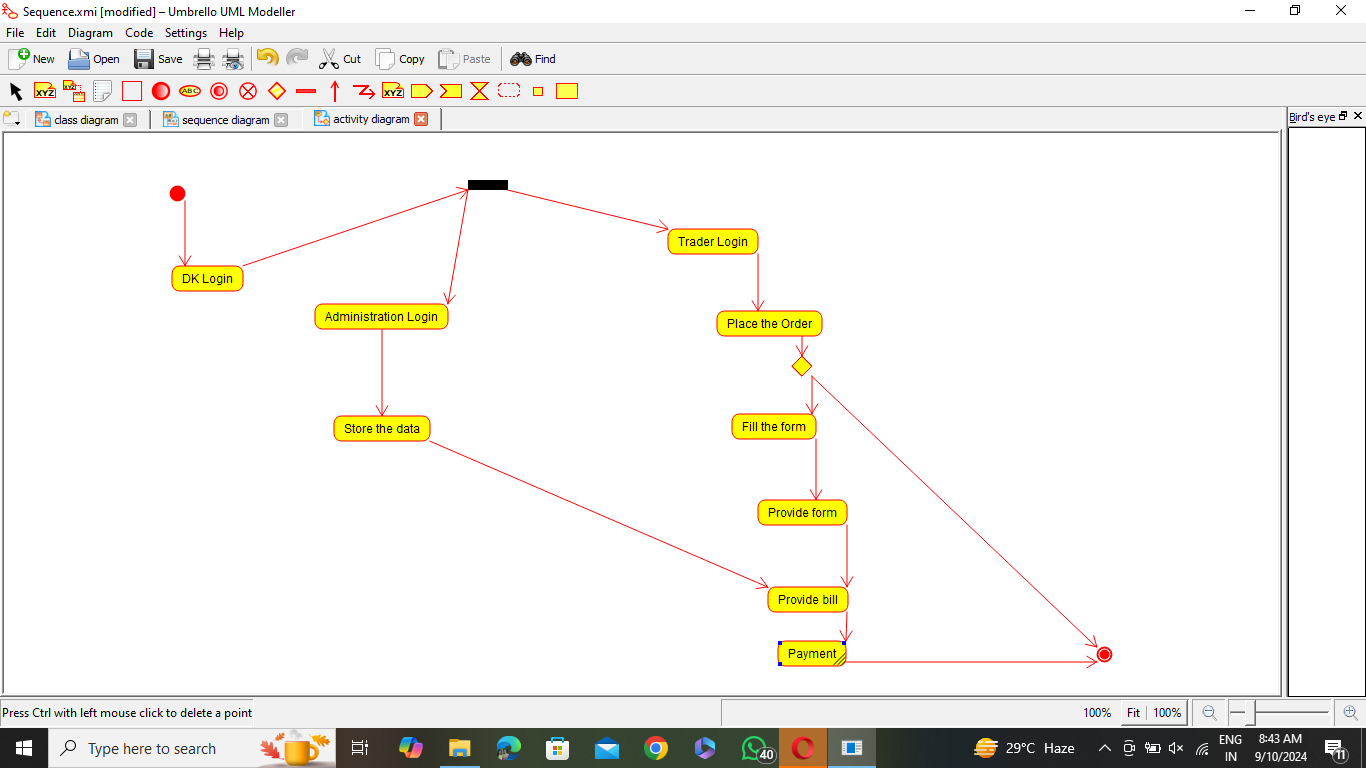 Sequence.xmi [modified] – Umbrello UML Modeller
File Edit Diagram Code Settings Help
New Open Save Cut Copy Paste Find
XYZ XYZ ABC XYZ
class diagram sequence diagram activity diagram
Bird's eye
Trader Login
DK Login
Administration Login
Place the Order
Store the data
Fill the form
Provide form
Provide bill
Payment
Press Ctrl with left mouse click to delete a point
100% Fit 100%
Type here to search
40
29°C Haze
ENG
IN
8:43 AM
9/10/2024
11